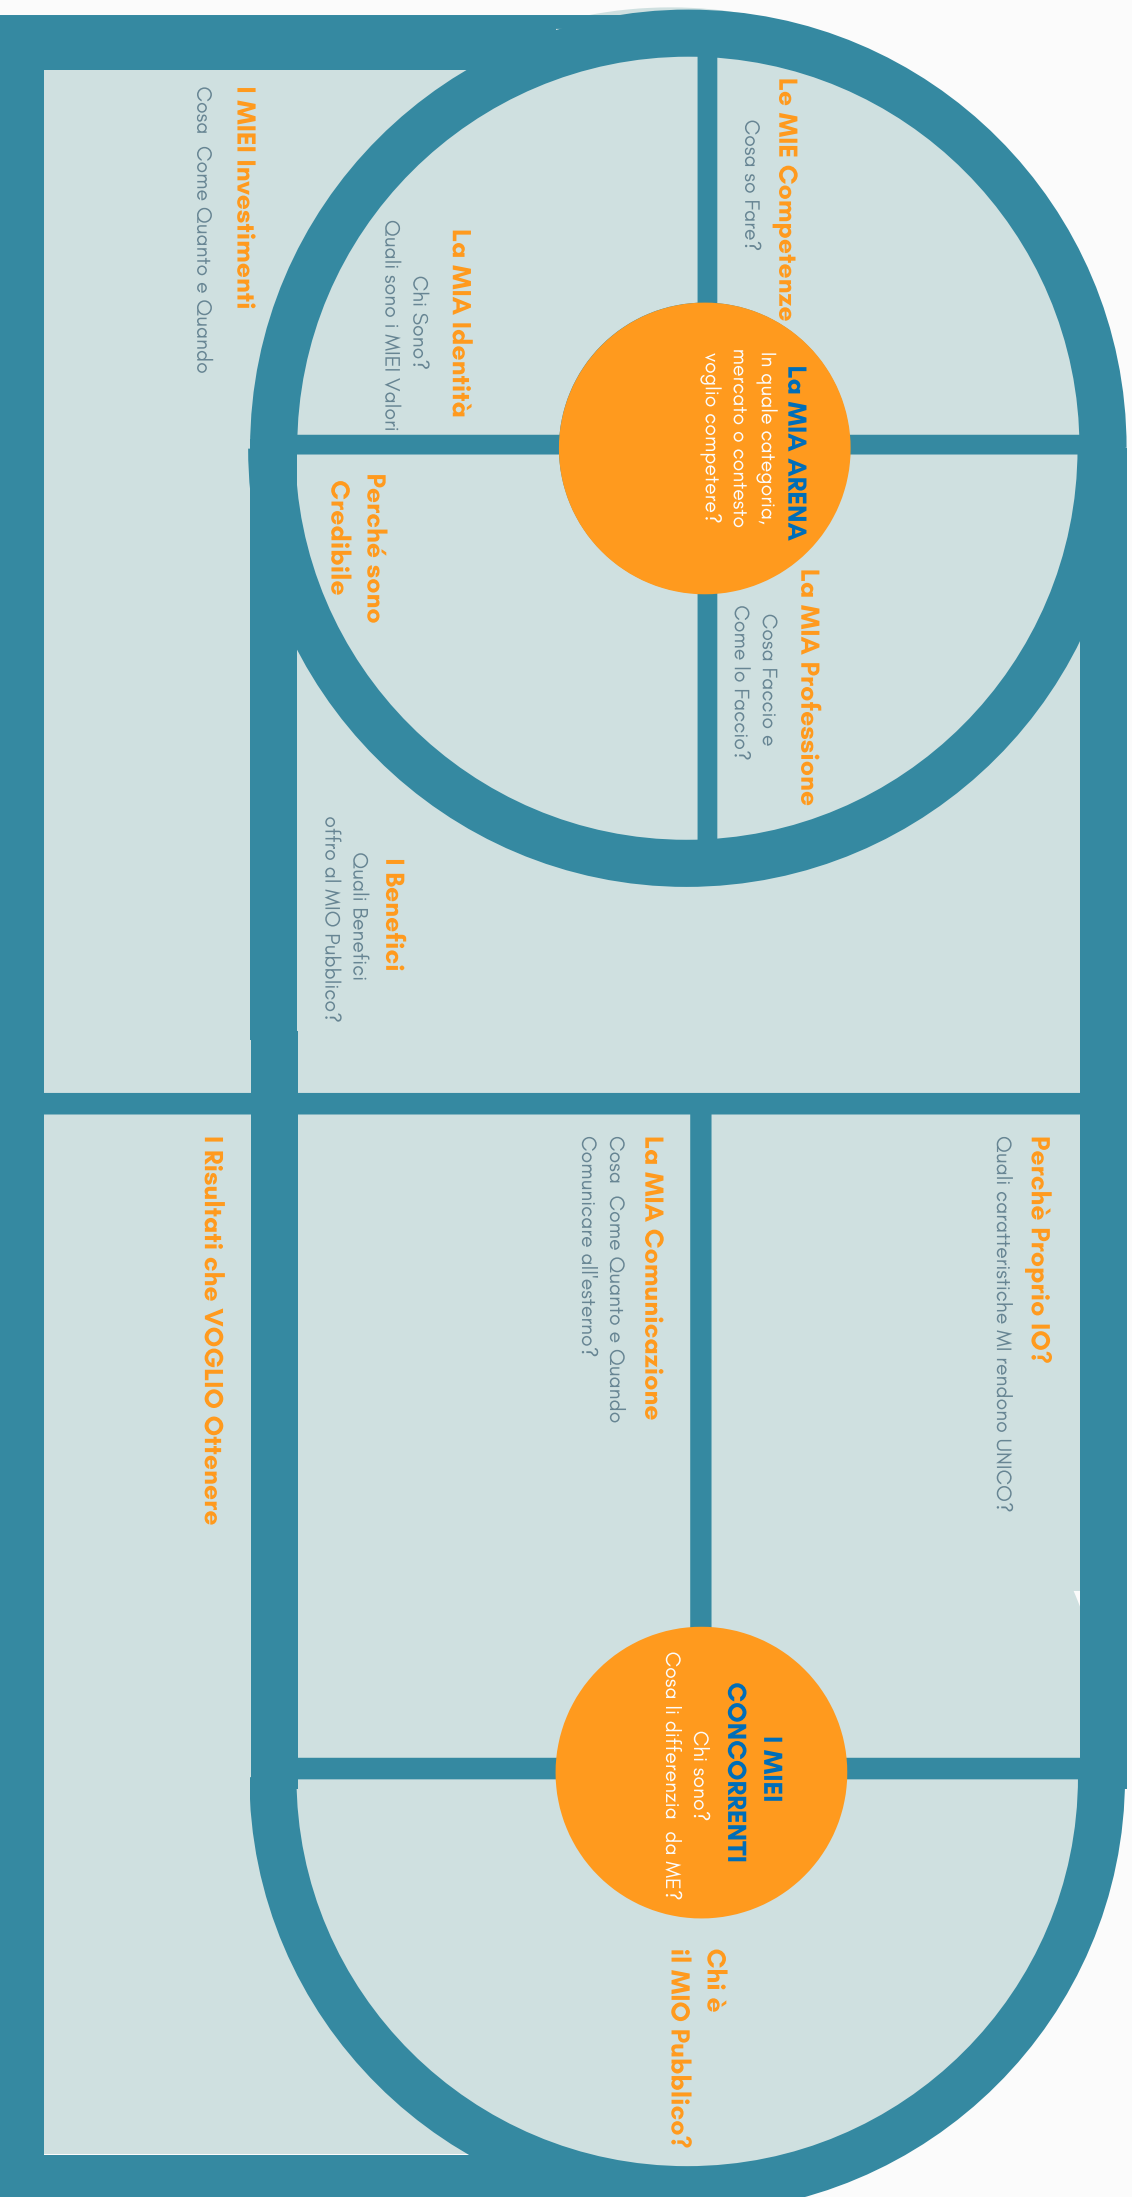 Le MIE Competenze
Cosa so Fare?
La MIA Identità
Chi Sono?
Quali sono i MIEI Valori
La MIA ARENA
In quale categoria,
mercato o contesto
voglio competere?
La MIA Professione
Cosa Faccio e
Come lo Faccio?
Perché sono
Credibile
I Benefici
Quali Benefici
offro al MIO Pubblico?
Perchè Proprio IO?
Quali caratteristiche MI rendono UNICO?
La MIA Comunicazione
Cosa Come Quanto e Quando
Comunicare all'esterno?
I MIEI
CONCORRENTI
Chi sono?
Cosa li differenzia da ME?
Chi è
il MIO Pubblico?
I MIEI Investimenti
Cosa Come Quanto e Quando
I Risultati che VOGLIO Ottenere